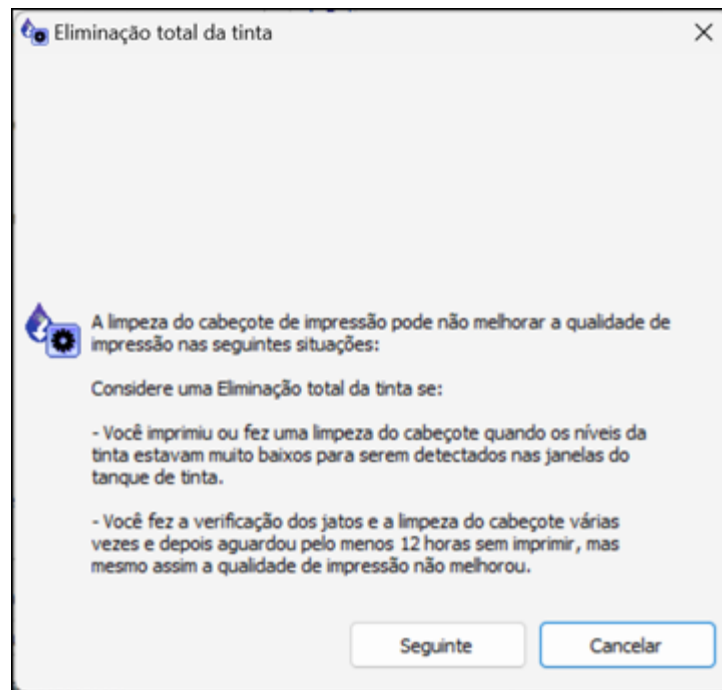 Eliminação total da tinta
A limpeza do cabeçote de impressão pode não melhorar a qualidade de
impressão nas seguintes situações:
Considere uma Eliminação total da tinta se:
- Você imprimiu ou fez uma limpeza do cabeçote quando os níveis da
tinta estavam muito baixos para serem detectados nas janelas do
tanque de tinta.
- Você fez a verificação dos jatos e a limpeza do cabeçote várias
vezes e depois aguardou pelo menos 12 horas sem imprimir, mas
mesmo assim a qualidade de impressão não melhorou.
Seguinte
Cancelar